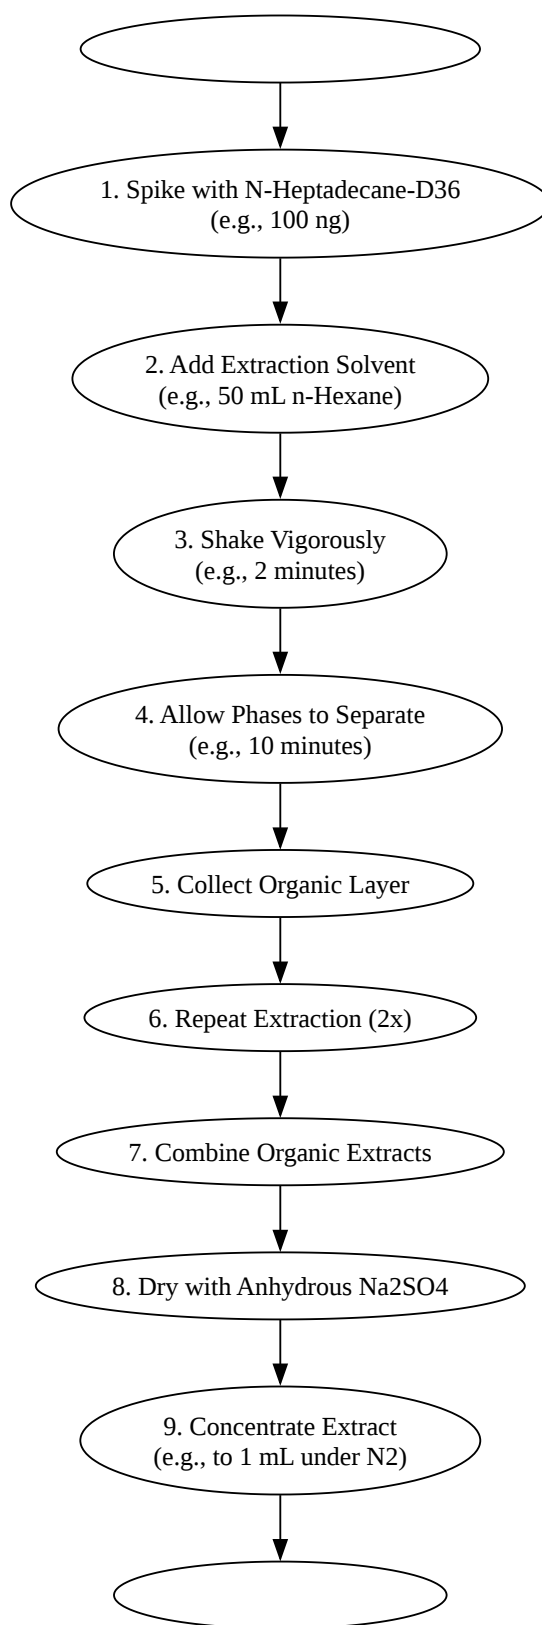 1. Spike with N-Heptadecane-D36
(e.g., 100 ng)
2. Add Extraction Solvent
(e.g., 50 mL n-Hexane)
3. Shake Vigorously
(e.g., 2 minutes)
4. Allow Phases to Separate
(e.g., 10 minutes)
5. Collect Organic Layer
6. Repeat Extraction (2x)
7. Combine Organic Extracts
8. Dry with Anhydrous Na2SO4
9. Concentrate Extract
(e.g., to 1 mL under N2)